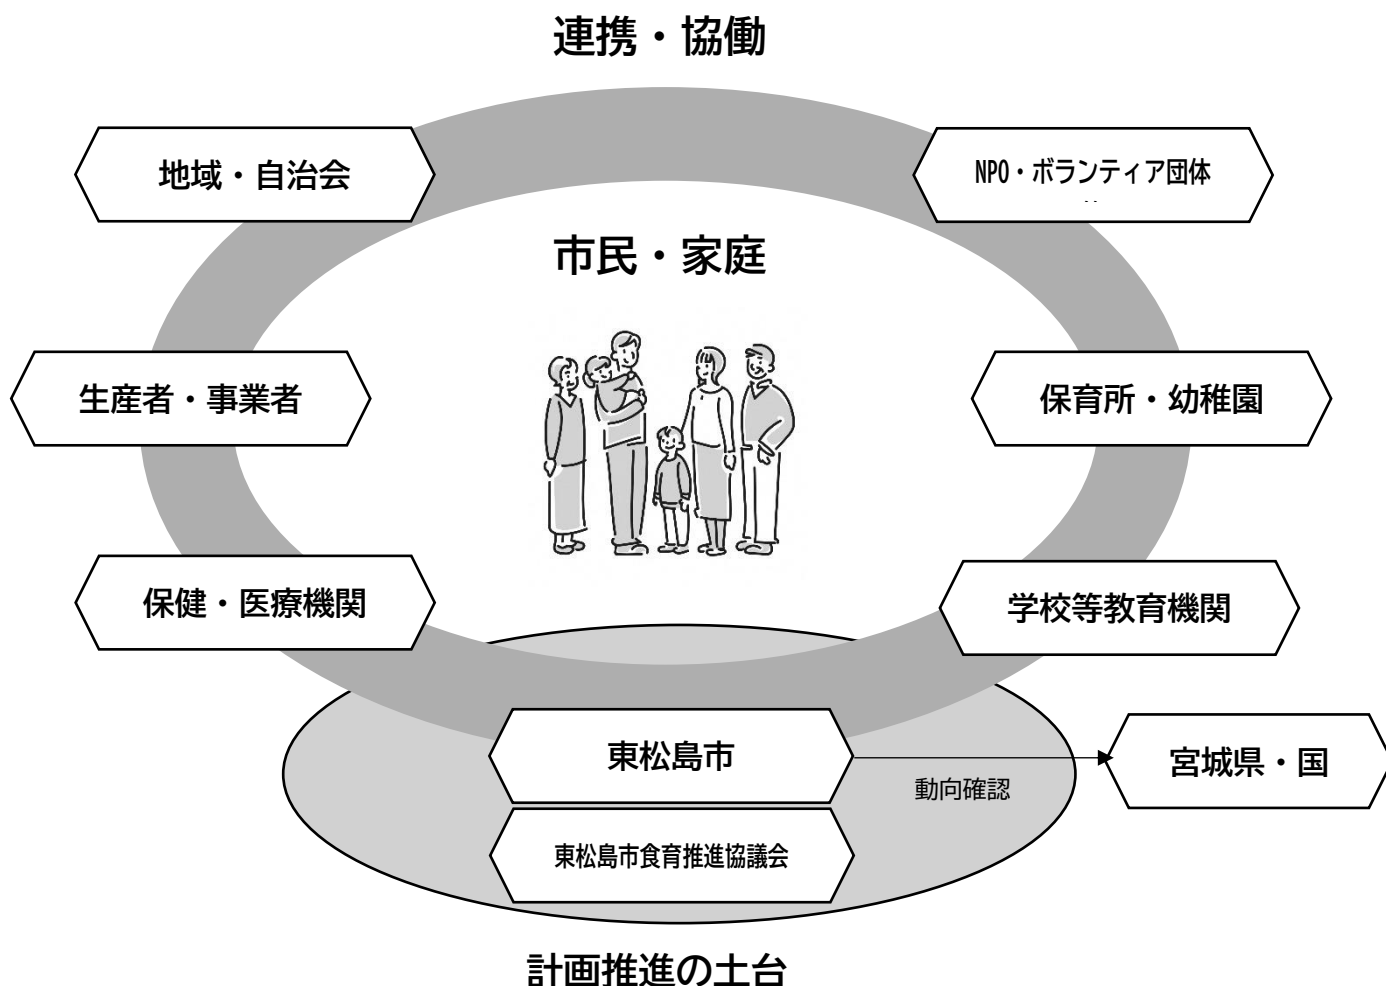 連携・協働
地域・自治会
NPO・ボランティア団体
市民・家庭
生産者・事業者
保育所・幼稚園
保健・医療機関
学校等教育機関
東松島市
動向確認
宮城県・国
東松島市食育推進協議会
計画推進の土台